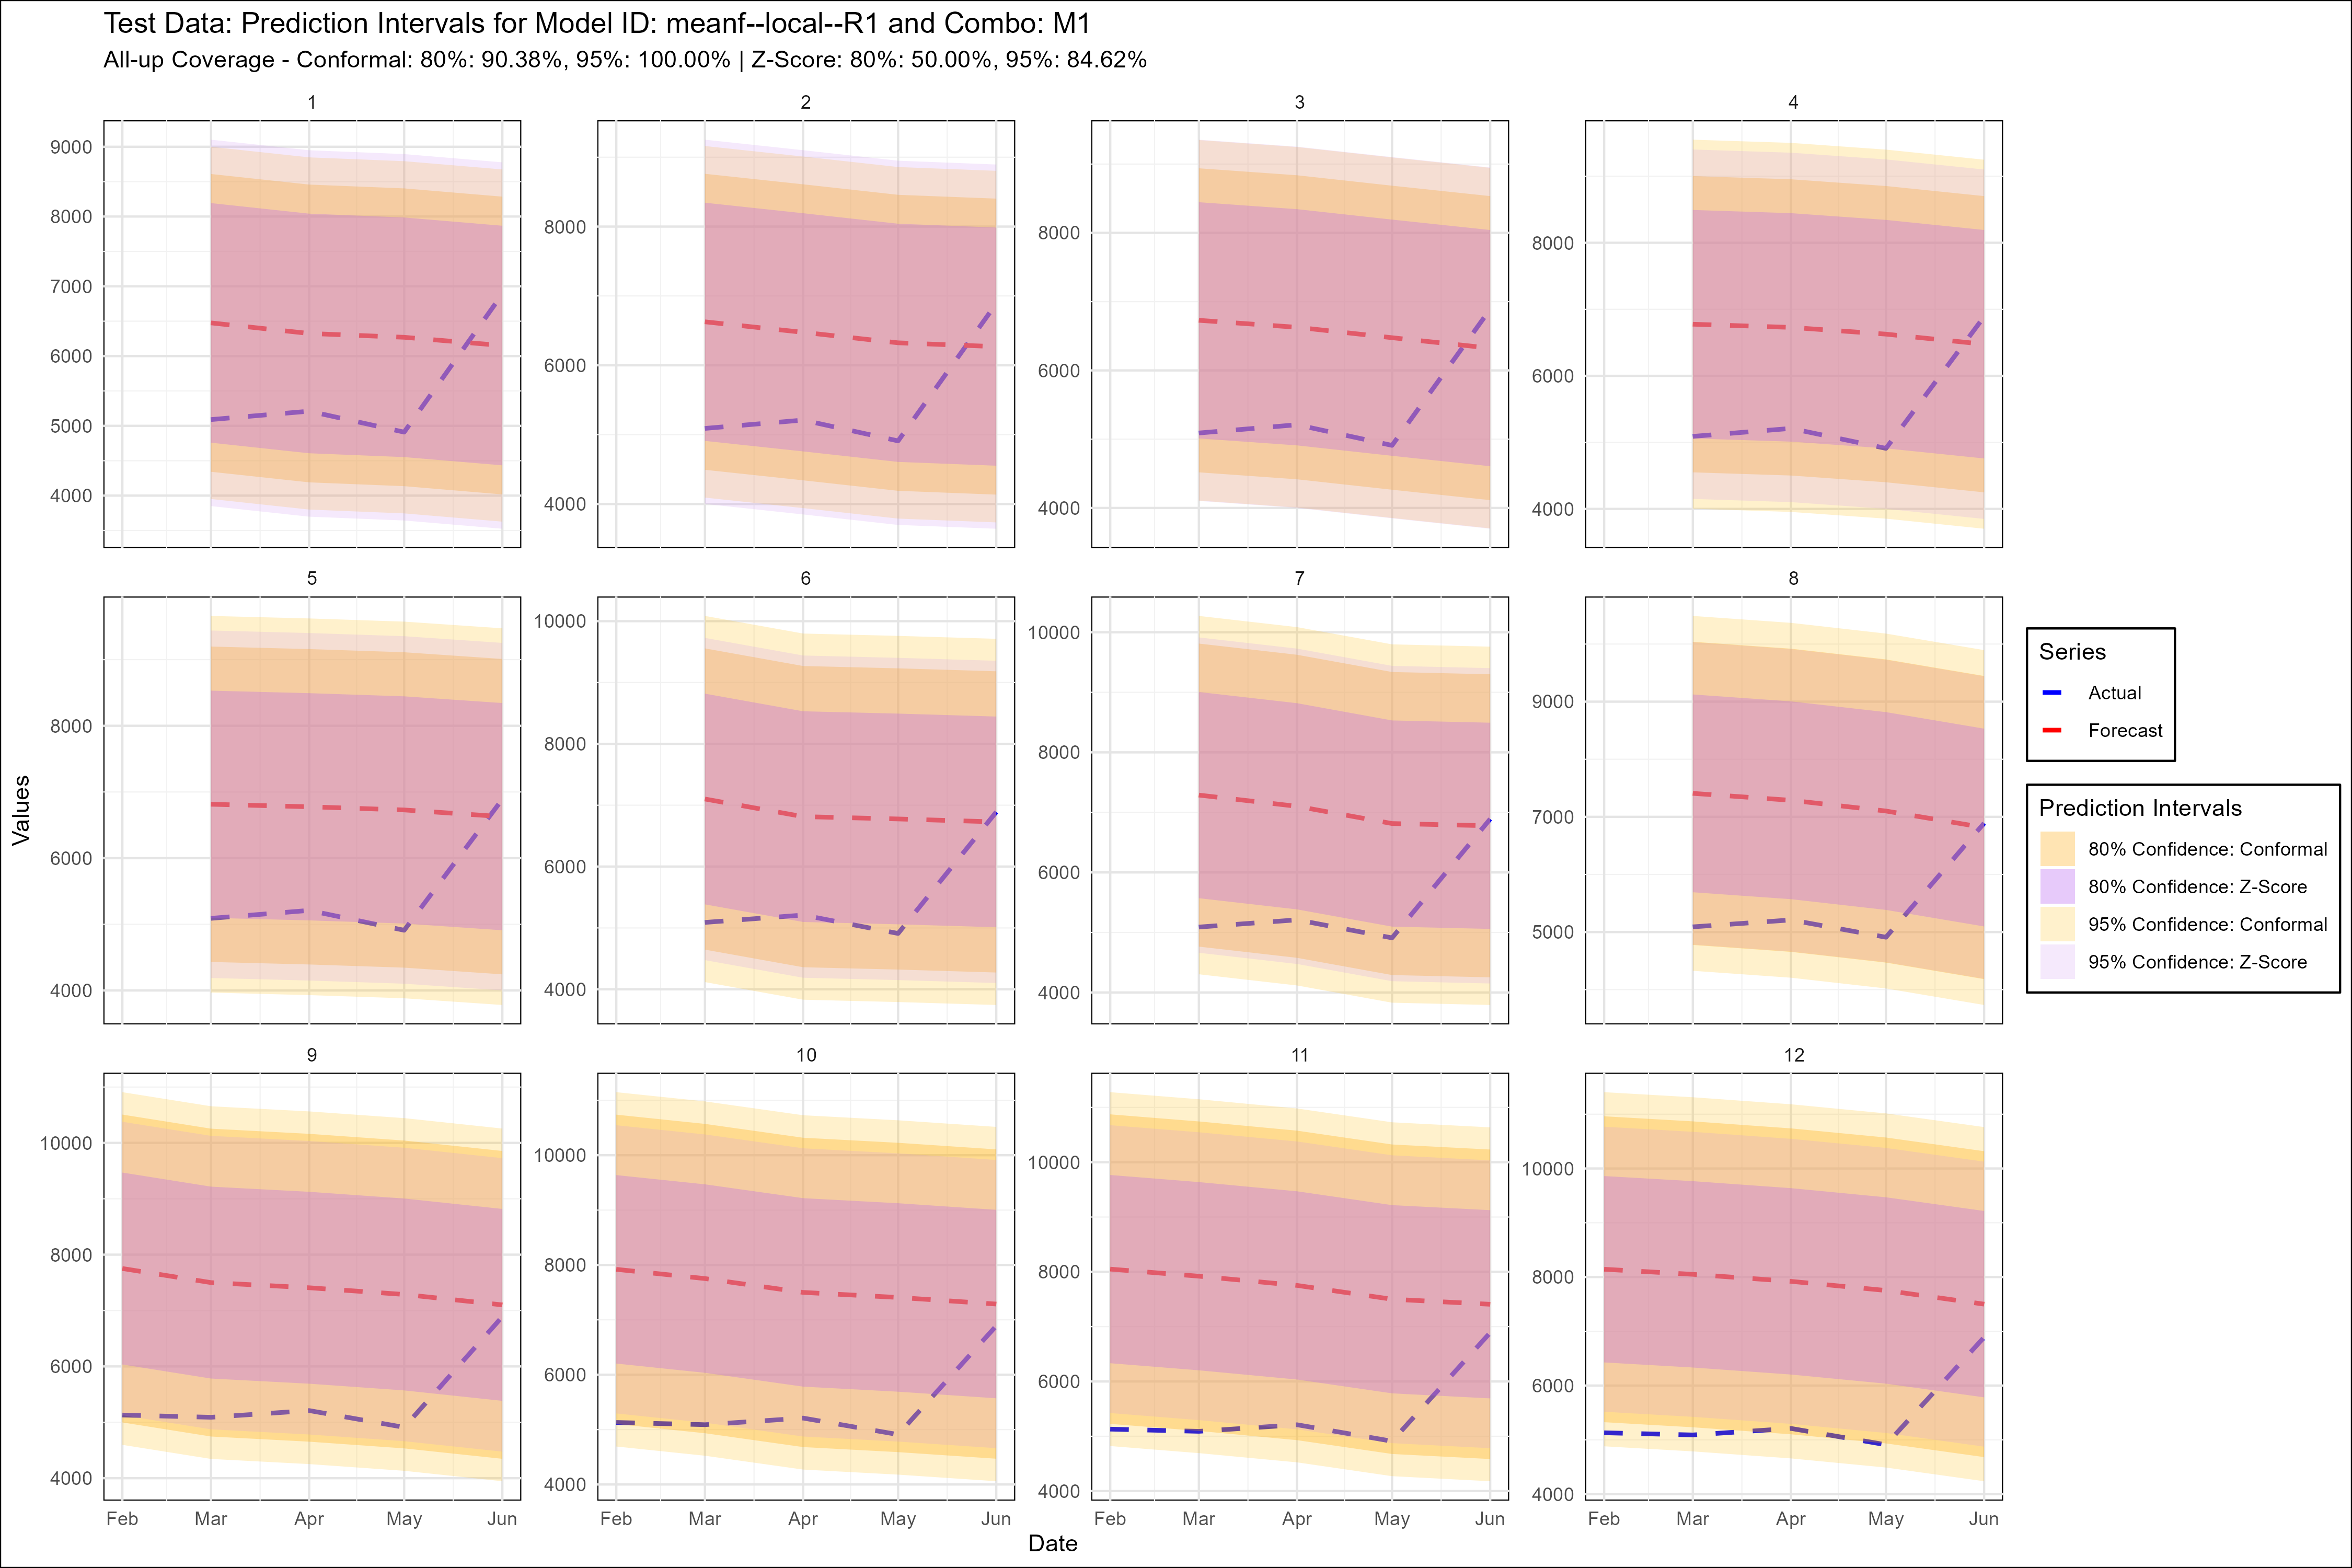 Test Data: Prediction Intervals for Model ID: meanf--local--R1 and Combo: M1
All-up Coverage - Conformal: 80%: 90.38%, 95%: 100.00% | Z-Score: 80%: 50.00%, 95%: 84.62%
1 2 3 4
9000
8000
7000
6000
5000
4000
8000
6000
4000
8000
6000
4000
8000
6000
4000
5 6 7 8
8000
6000
4000
10000
8000
6000
4000
10000
8000
6000
4000
9000
7000
5000
9 10 11 12
10000
8000
6000
4000
10000
8000
6000
4000
10000
8000
6000
4000
10000
8000
6000
4000
Feb Mar Apr May Jun Feb Mar Apr May Jun Feb Mar Apr May Jun Feb Mar Apr May Jun
Date
Values
Series
Actual
Forecast
Prediction Intervals
80% Confidence: Conformal
80% Confidence: Z-Score
95% Confidence: Conformal
95% Confidence: Z-Score